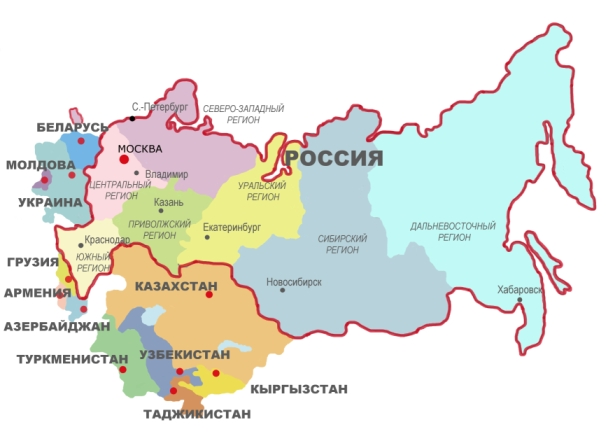 С.-Петербург
СЕВЕРО-ЗАПАДНЫЙ
РЕГИОН
БЕЛАРУСЬ
МОСКВА
РОССИЯ
МОЛДОВА
Владимир
ЦЕНТРАЛЬНЫЙ
РЕГИОН
УРАЛЬСКИЙ
РЕГИОН
УКРАИНА
Казань
ПРИВОЛЖСКИЙ
РЕГИОН
Екатеринбург
ДАЛЬНЕВОСТОЧНЫЙ
РЕГИОН
СИБИРСКИЙ
РЕГИОН
Краснодар
ЮЖНЫЙ
РЕГИОН
ГРУЗИЯ
КАЗАХСТАН
Новосибирск
Хабаровск
АРМЕНИЯ
АЗЕРБАЙДЖАН
ТУРКМЕНИСТАН
УЗБЕКИСТАН
КЫРГЫЗСТАН
ТАДЖИКИСТАН